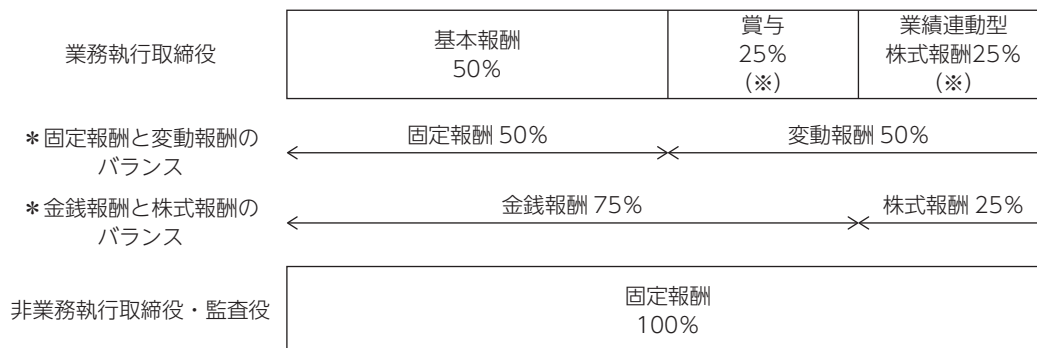 業務執行取締役
基本報酬
50%
賞与
25%
(※)
業績連動型
株式報酬25%
(※)
＊固定報酬と変動報酬の
バランス
固定報酬 50%
変動報酬 50%
＊金銭報酬と株式報酬の
バランス
金銭報酬 75%
株式報酬 25%
非業務執行取締役・監査役
固定報酬
100%